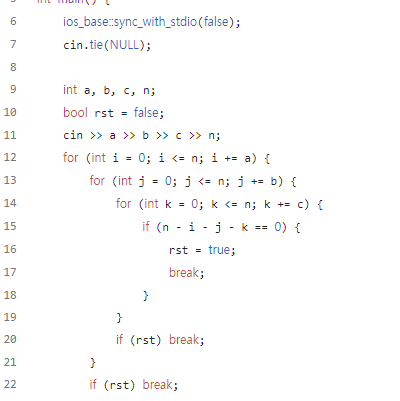 5 int main() {
6 ios_base::sync_with_stdio(false);
7 cin.tie(NULL);
8
9 int a, b, c, n;
10 bool rst = false;
11 cin >> a >> b >> c >> n;
12 for (int i = 0; i <= n; i += a) {
13 for (int j = 0; j <= n; j += b) {
14 for (int k = 0; k <= n; k += c) {
15 if (n - i - j - k == 0) {
16 rst = true;
17 break;
18 }
19 }
20 if (rst) break;
21 }
22 if (rst) break;